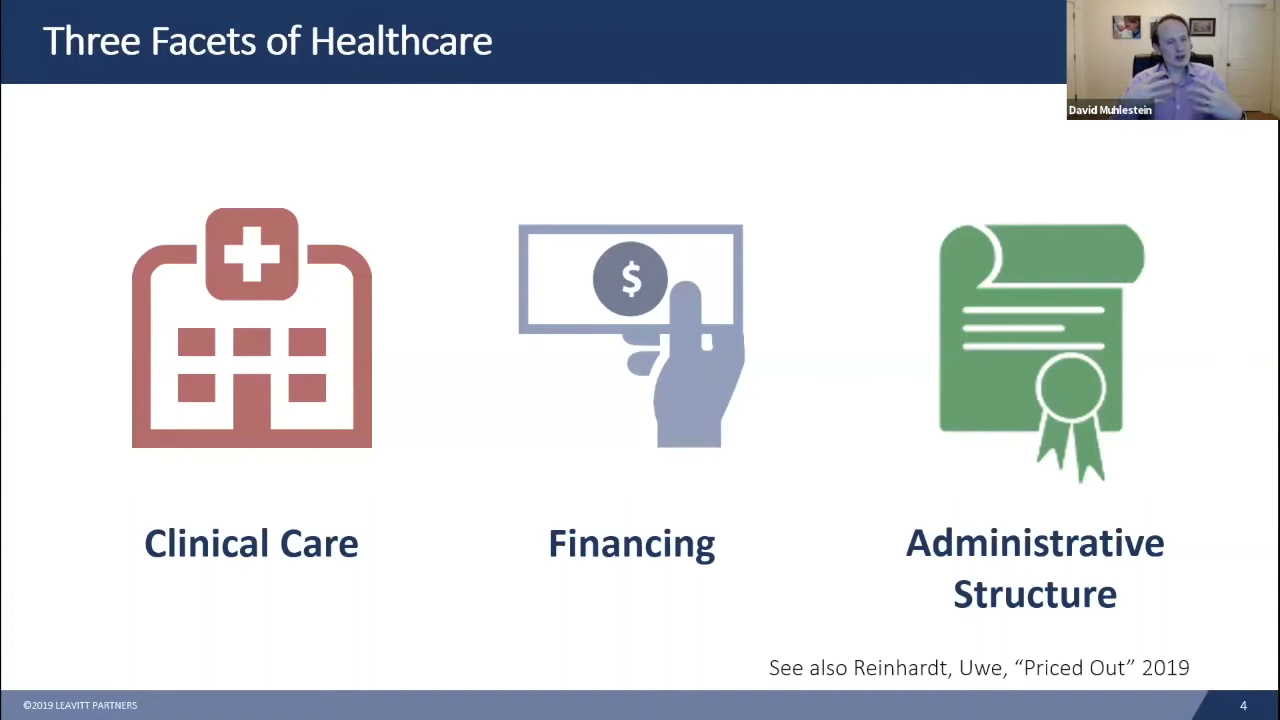 Three Facets of Healthcare
David Muhlestein
$
Clinical Care
Financing
Administrative
Structure
See also Reinhardt, Uwe, “Priced Out” 2019
©2019 LEAVITT PARTNERS
4